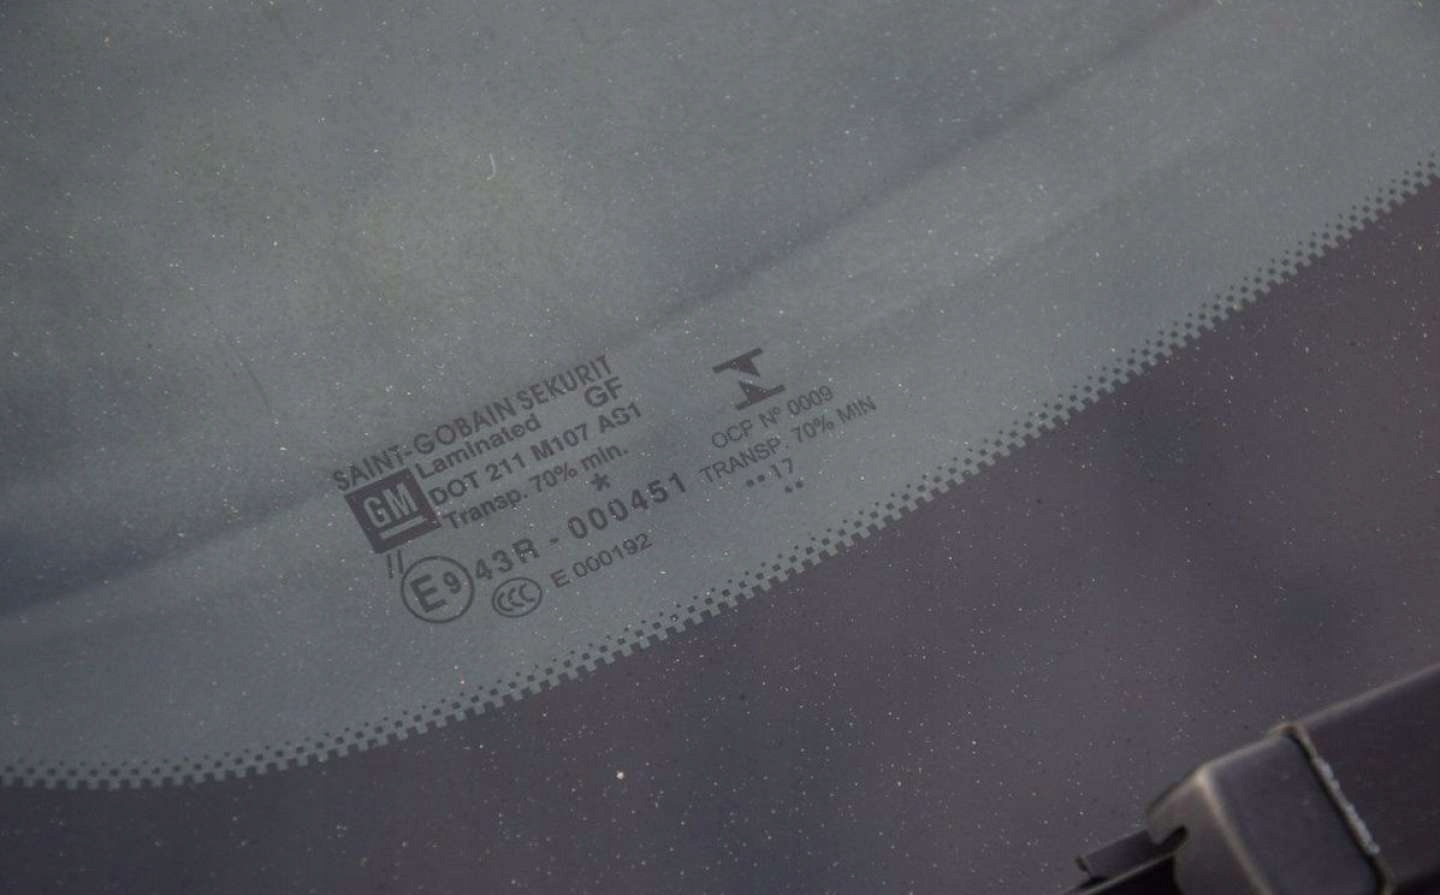 SAINT-GOBAIN SEKURIT
Laminated GF
GM
DOT 211 M107 AS1
Transp. 70% min.
*
E9 43R - 000451
CCC E 000192
OCP Nº 0009
TRANSP. 70% MIN
..17
..